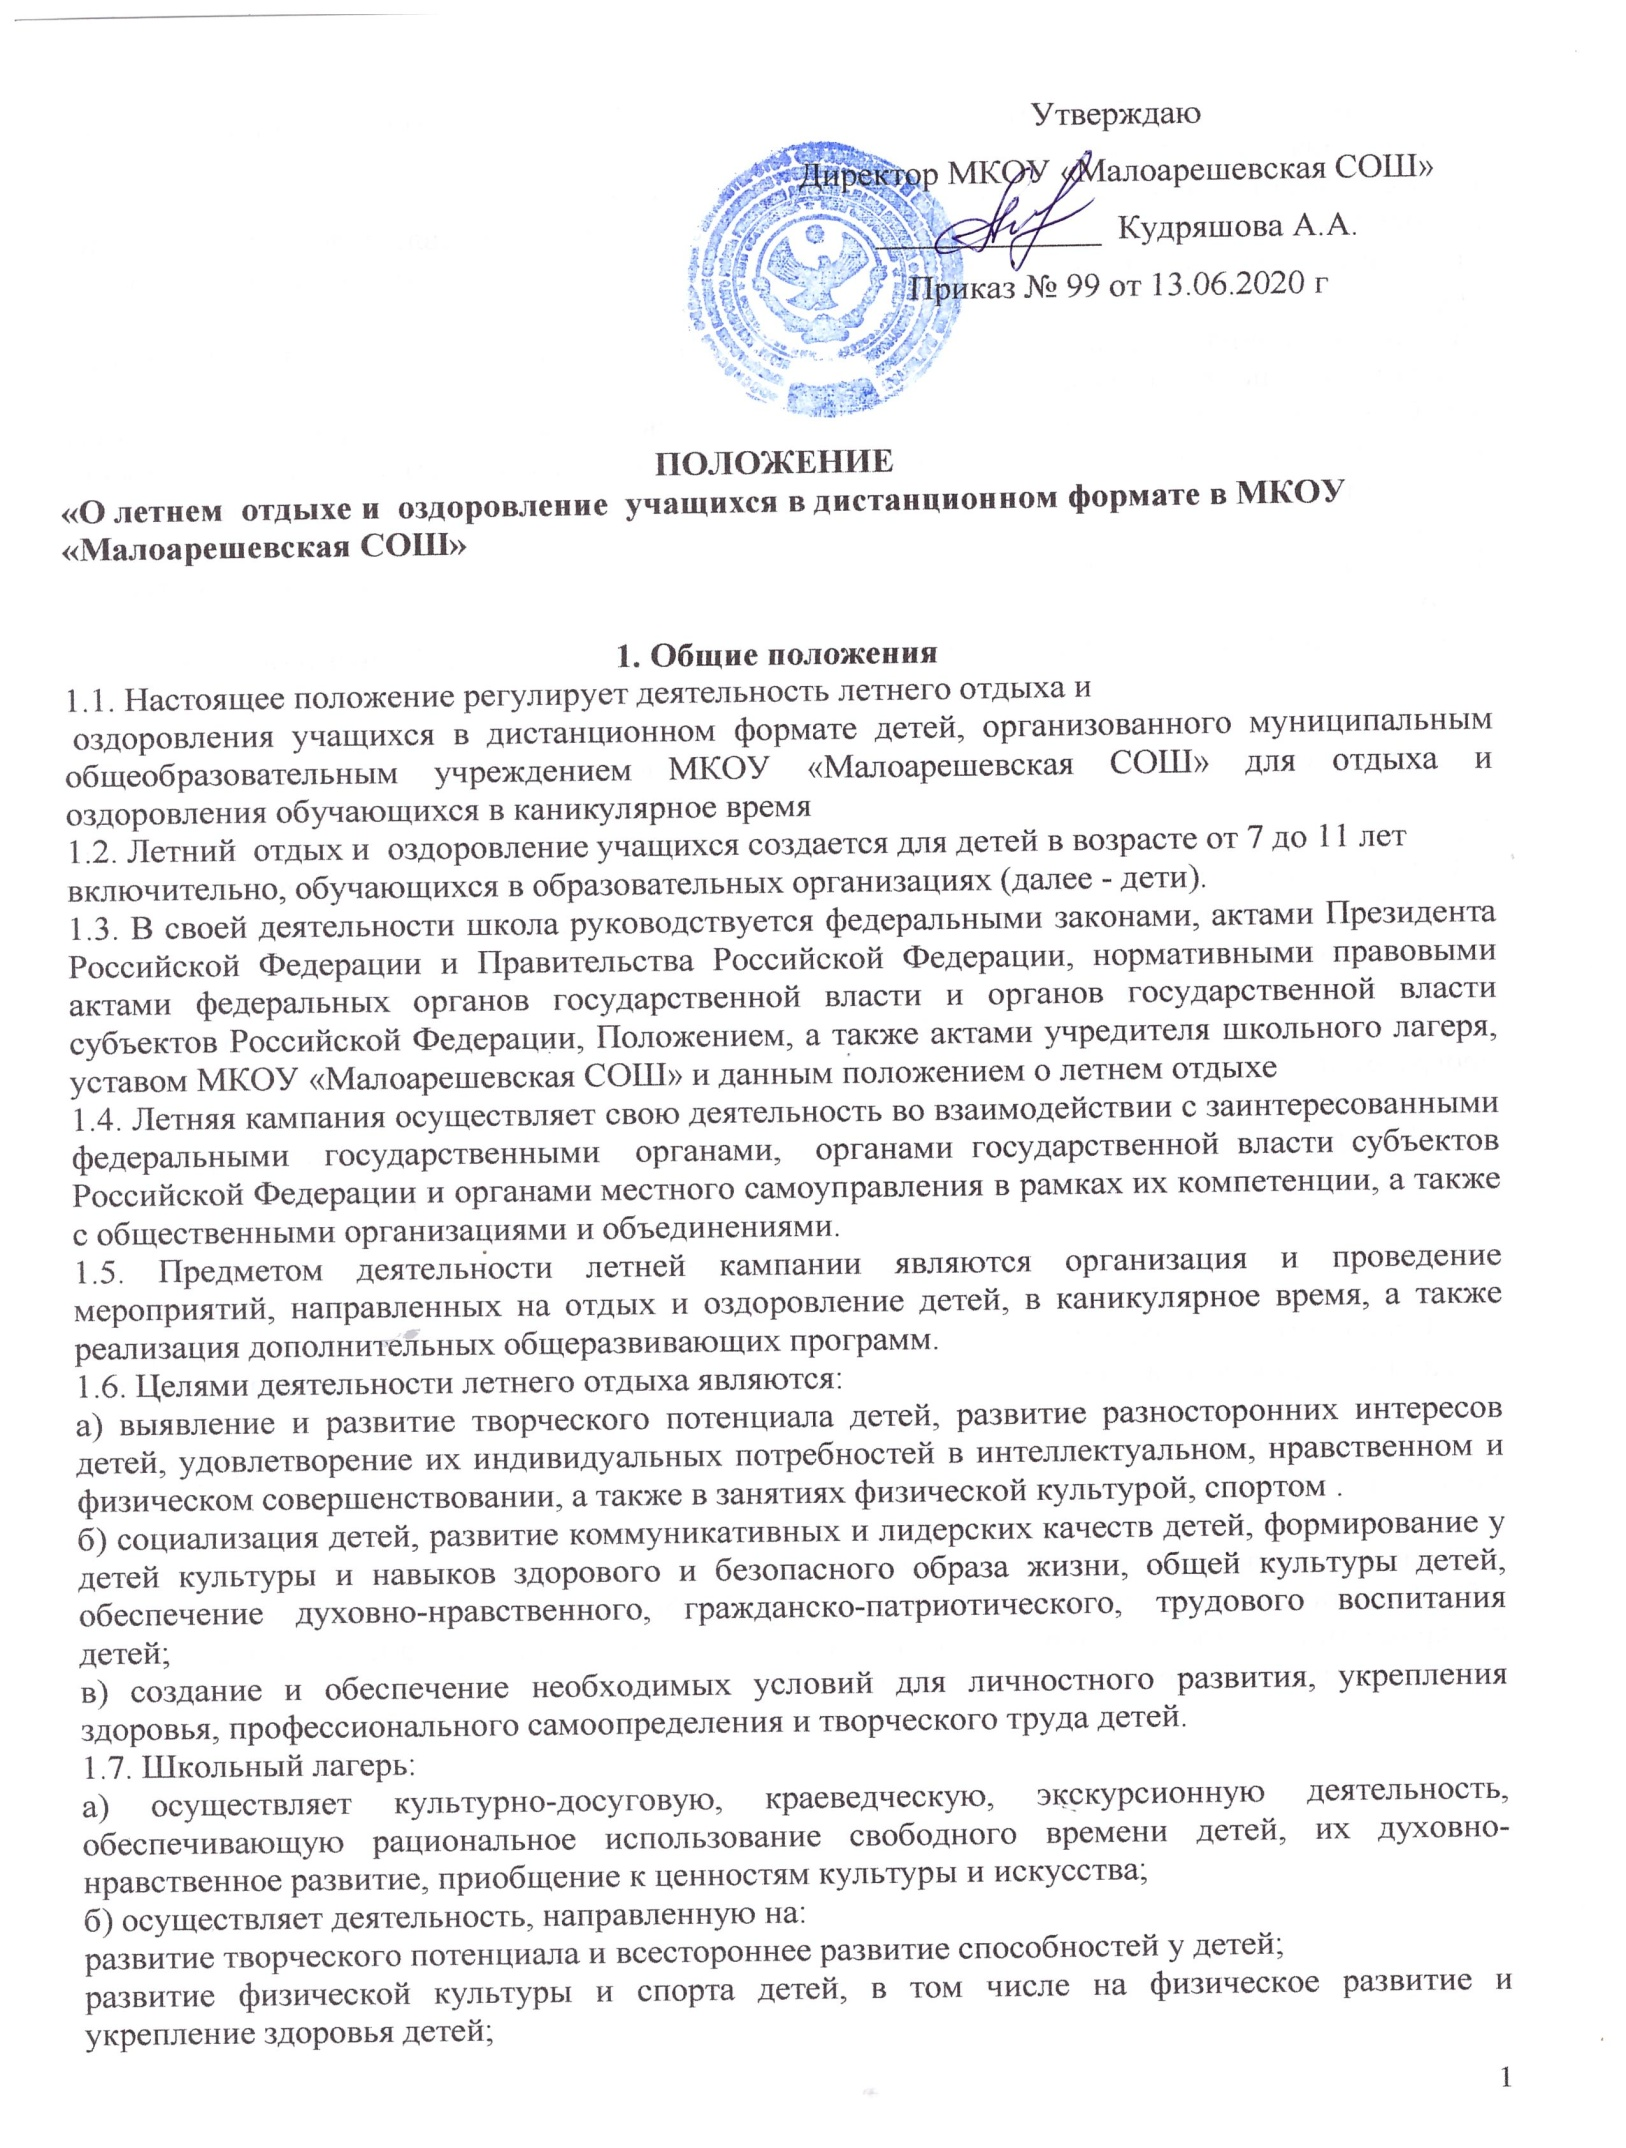 Утверждаю
Директор МКОУ «Малоарешевская СОШ»
______________ Кудряшова А.А.
Приказ № 99 от 13.06.2020 г
ПОЛОЖЕНИЕ
«О летнем отдыхе и оздоровление учащихся в дистанционном формате в МКОУ
«Малоарешевская СОШ»
1. Общие положения
1.1. Настоящее положение регулирует деятельность летнего отдыха и
оздоровления учащихся в дистанционном формате детей, организованного муниципальным
общеобразовательным учреждением МКОУ «Малоарешевская СОШ» для отдыха и
оздоровления обучающихся в каникулярное время
1.2. Летний отдых и оздоровление учащихся создается для детей в возрасте от 7 до 11 лет
включительно, обучающихся в образовательных организациях (далее - дети).
1.3. В своей деятельности школа руководствуется федеральными законами, актами Президента
Российской Федерации и Правительства Российской Федерации, нормативными правовыми
актами федеральных органов государственной власти и органов государственной власти
субъектов Российской Федерации, Положением, а также актами учредителя школьного лагеря,
уставом МКОУ «Малоарешевская СОШ» и данным положением о летнем отдыхе
1.4. Летняя кампания осуществляет свою деятельность во взаимодействии с заинтересованными
федеральными государственными органами, органами государственной власти субъектов
Российской Федерации и органами местного самоуправления в рамках их компетенции, а также
с общественными организациями и объединениями.
1.5. Предметом деятельности летней кампании являются организация и проведение
мероприятий, направленных на отдых и оздоровление детей, в каникулярное время, а также
реализация дополнительных общеразвивающих программ.
1.6. Целями деятельности летнего отдыха являются:
а) выявление и развитие творческого потенциала детей, развитие разносторонних интересов
детей, удовлетворение их индивидуальных потребностей в интеллектуальном, нравственном и
физическом совершенствовании, а также в занятиях физической культурой, спортом .
б) социализация детей, развитие коммуникативных и лидерских качеств детей, формирование у
детей культуры и навыков здорового и безопасного образа жизни, общей культуры детей,
обеспечение духовно-нравственного, гражданско-патриотического, трудового воспитания
детей;
в) создание и обеспечение необходимых условий для личностного развития, укрепления
здоровья, профессионального самоопределения и творческого труда детей.
1.7. Школьный лагерь:
а) осуществляет культурно-досуговую, краеведческую, экскурсионную деятельность,
обеспечивающую рациональное использование свободного времени детей, их духовно-
нравственное развитие, приобщение к ценностям культуры и искусства;
б) осуществляет деятельность, направленную на:
развитие творческого потенциала и всестороннее развитие способностей у детей;
развитие физической культуры и спорта детей, в том числе на физическое развитие и
укрепление здоровья детей;
1